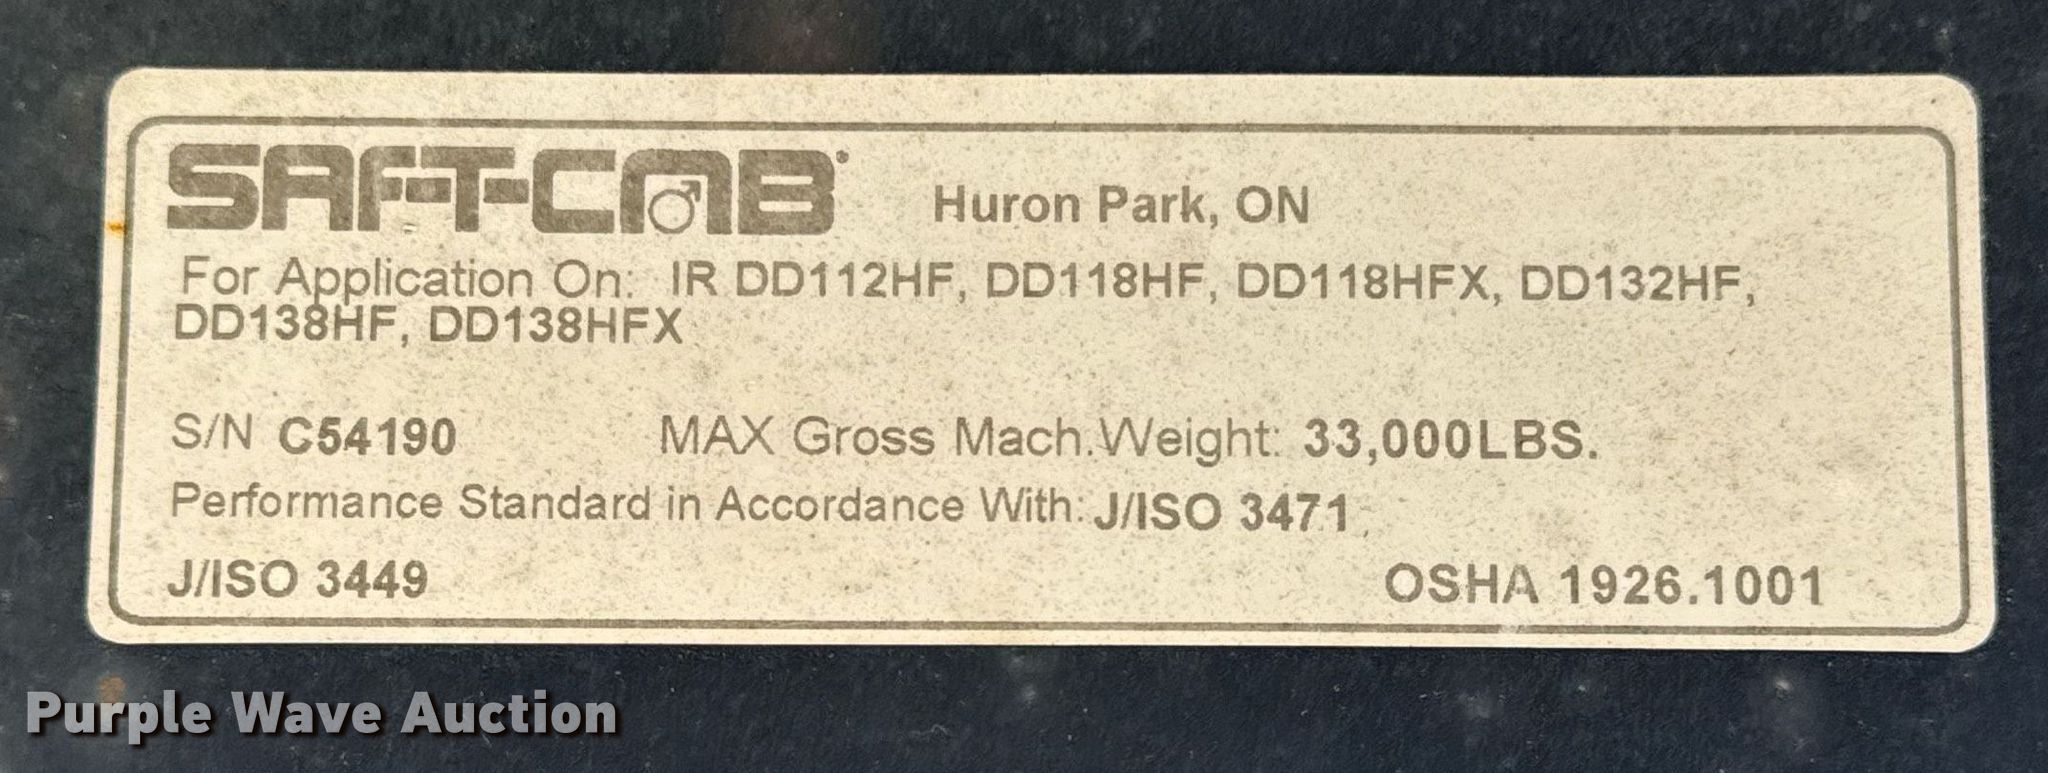 SAF-T-CAB® Huron Park, ON
For Application On: IR DD112HF, DD118HF, DD118HFX, DD132HF,
DD138HF, DD138HFX
S/N C54190 MAX Gross Mach.Weight: 33,000LBS.
Performance Standard in Accordance With: J/ISO 3471
J/ISO 3449 OSHA 1926.1001
Purple Wave Auction